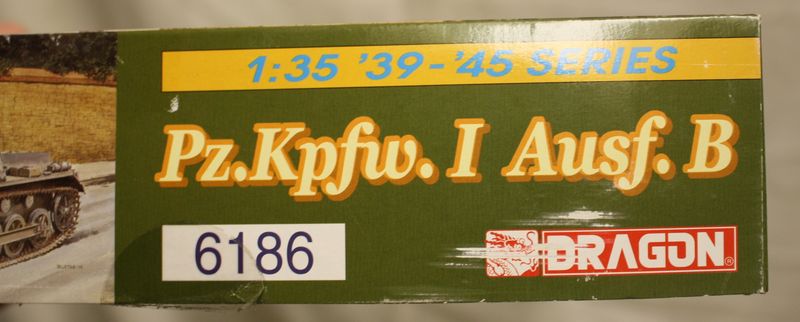 1:35 '39-'45 SERIES
Pz.Kpfw. I Ausf. B
6186
DRAGON®